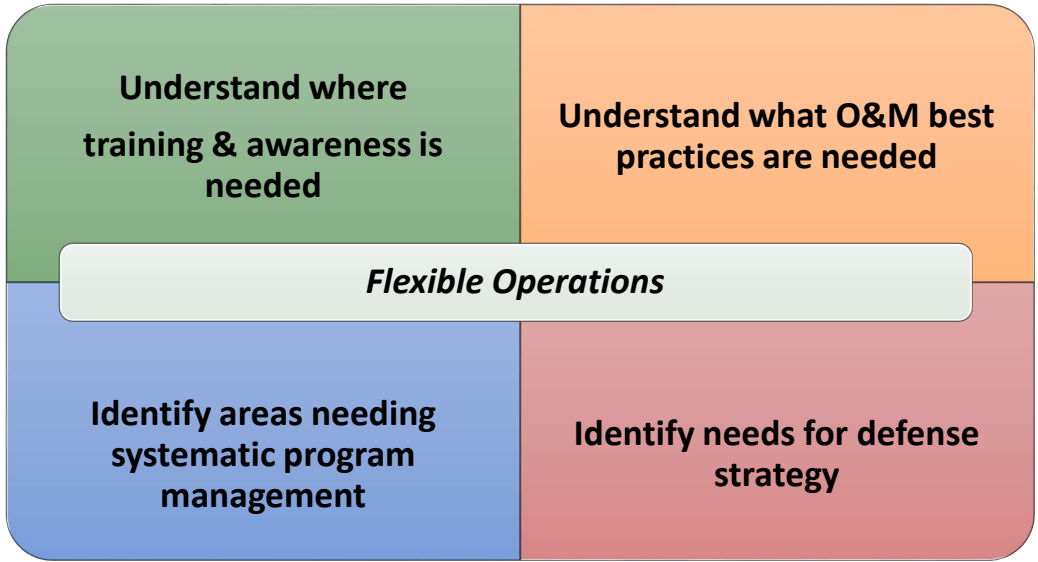 Understand where
training & awareness is
needed
Understand what O&M best
practices are needed
Flexible Operations
Identify areas needing
systematic program
management
Identify needs for defense
strategy